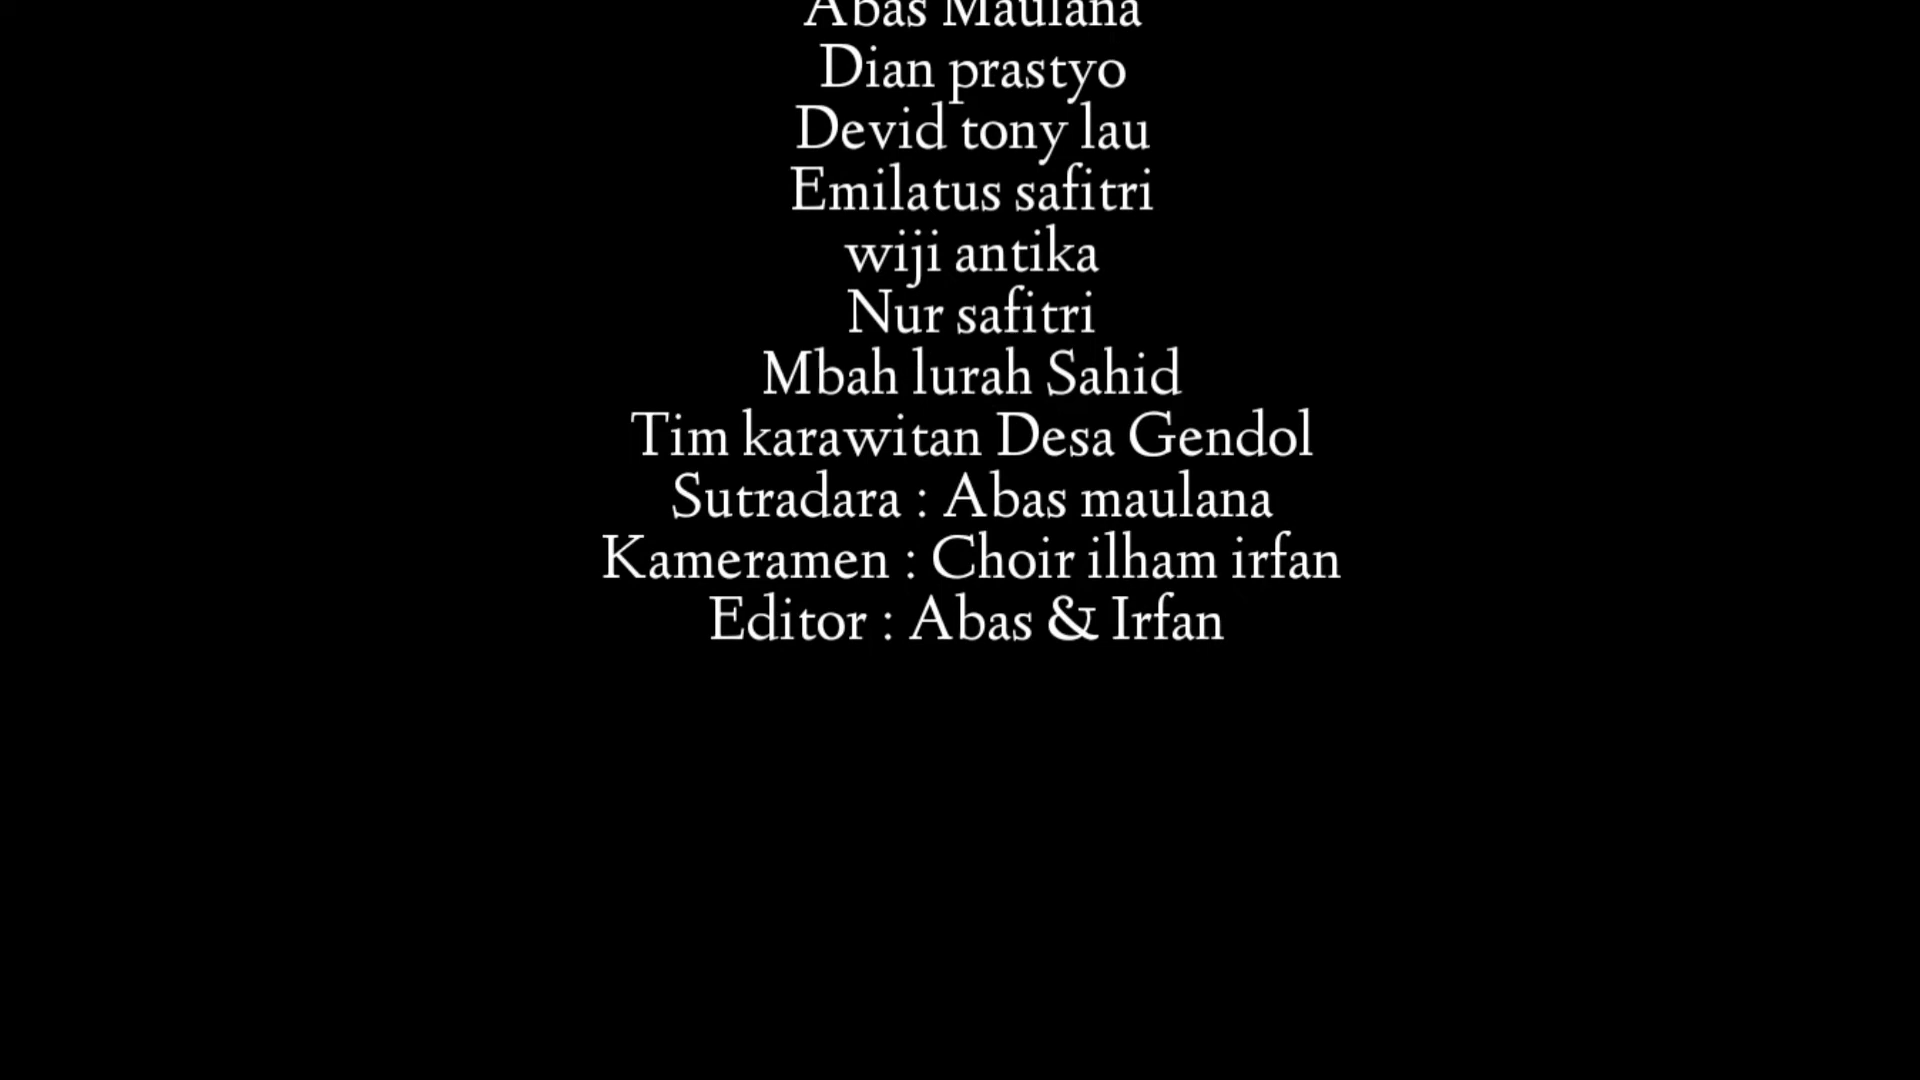 Abas Maulana
Dian prastyo
Devid tony lau
Emilatus safitri
wiji antika
Nur safitri
Mbah lurah Sahid
Tim karawitan Desa Gendol
Sutradara : Abas maulana
Kameramen : Choir ilham irfan
Editor : Abas & Irfan